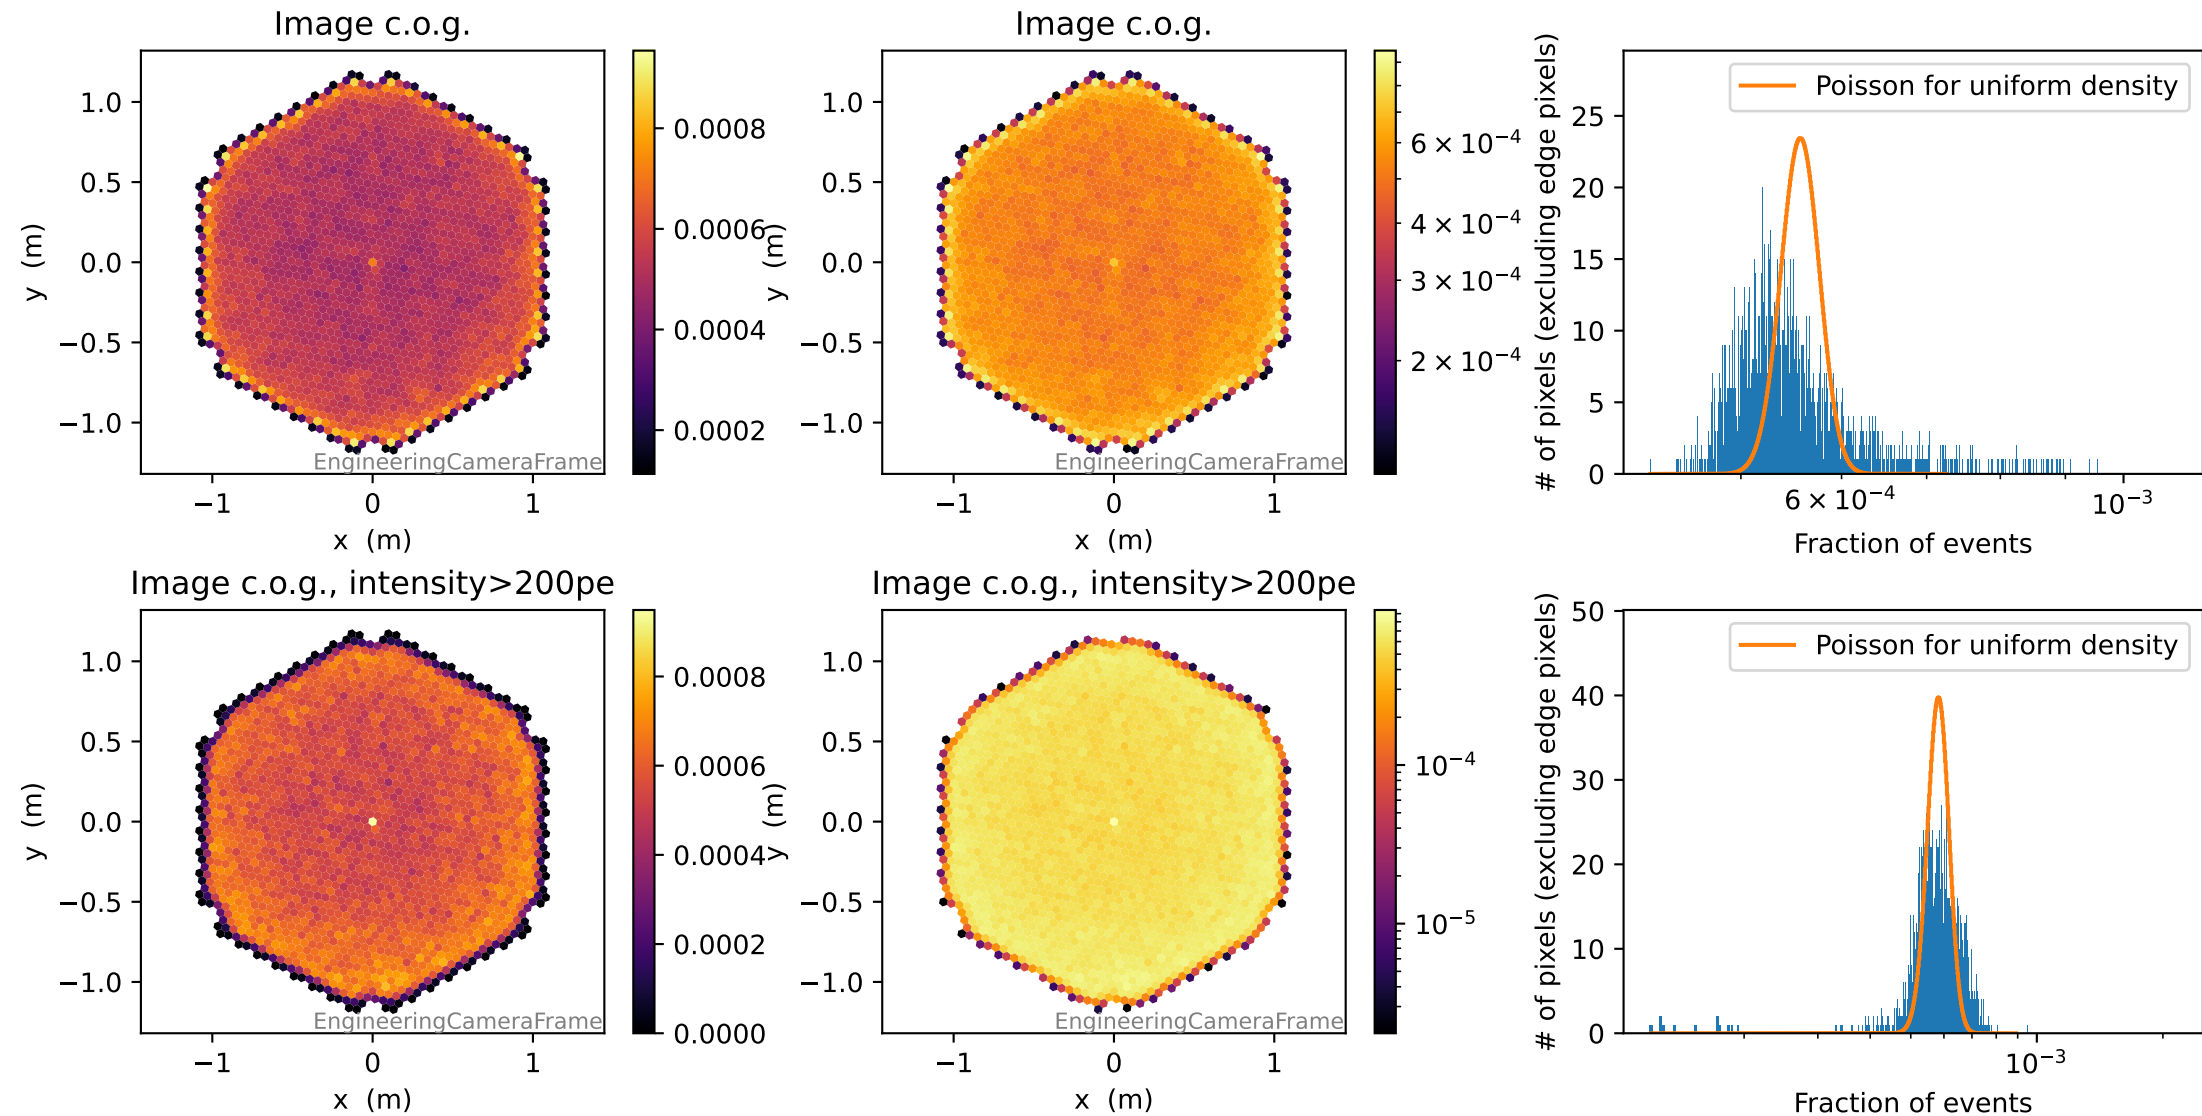 Image c.o.g.
y (m)
1.0
0.5
0.0
−0.5
−1.0
EngineeringCameraFrame
−1 0 1
x (m)
0.0008
0.0006
0.0004
0.0002
Image c.o.g.
y (m)
1.0
0.5
0.0
−0.5
−1.0
EngineeringCameraFrame
−1 0 1
x (m)
6 × 10⁻⁴
4 × 10⁻⁴
3 × 10⁻⁴
2 × 10⁻⁴
# of pixels (excluding edge pixels)
25
20
15
10
5
0
Poisson for uniform density
6 × 10⁻⁴ 10⁻³
Fraction of events
Image c.o.g., intensity>200pe
y (m)
1.0
0.5
0.0
−0.5
−1.0
EngineeringCameraFrame
−1 0 1
x (m)
0.0008
0.0006
0.0004
0.0002
0.0000
Image c.o.g., intensity>200pe
y (m)
1.0
0.5
0.0
−0.5
−1.0
EngineeringCameraFrame
−1 0 1
x (m)
10⁻⁴
10⁻⁵
# of pixels (excluding edge pixels)
50
40
30
20
10
0
Poisson for uniform density
10⁻³
Fraction of events